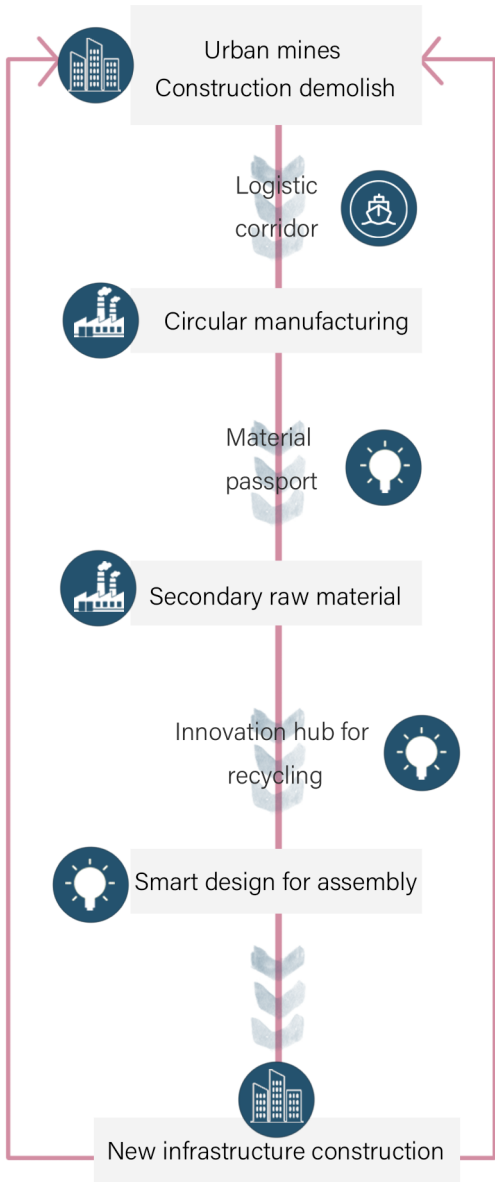 Urban mines
Construction demolish
Logistic
corridor
Circular manufacturing
Material
passport
Secondary raw material
Innovation hub for
recycling
Smart design for assembly
New infrastructure construction